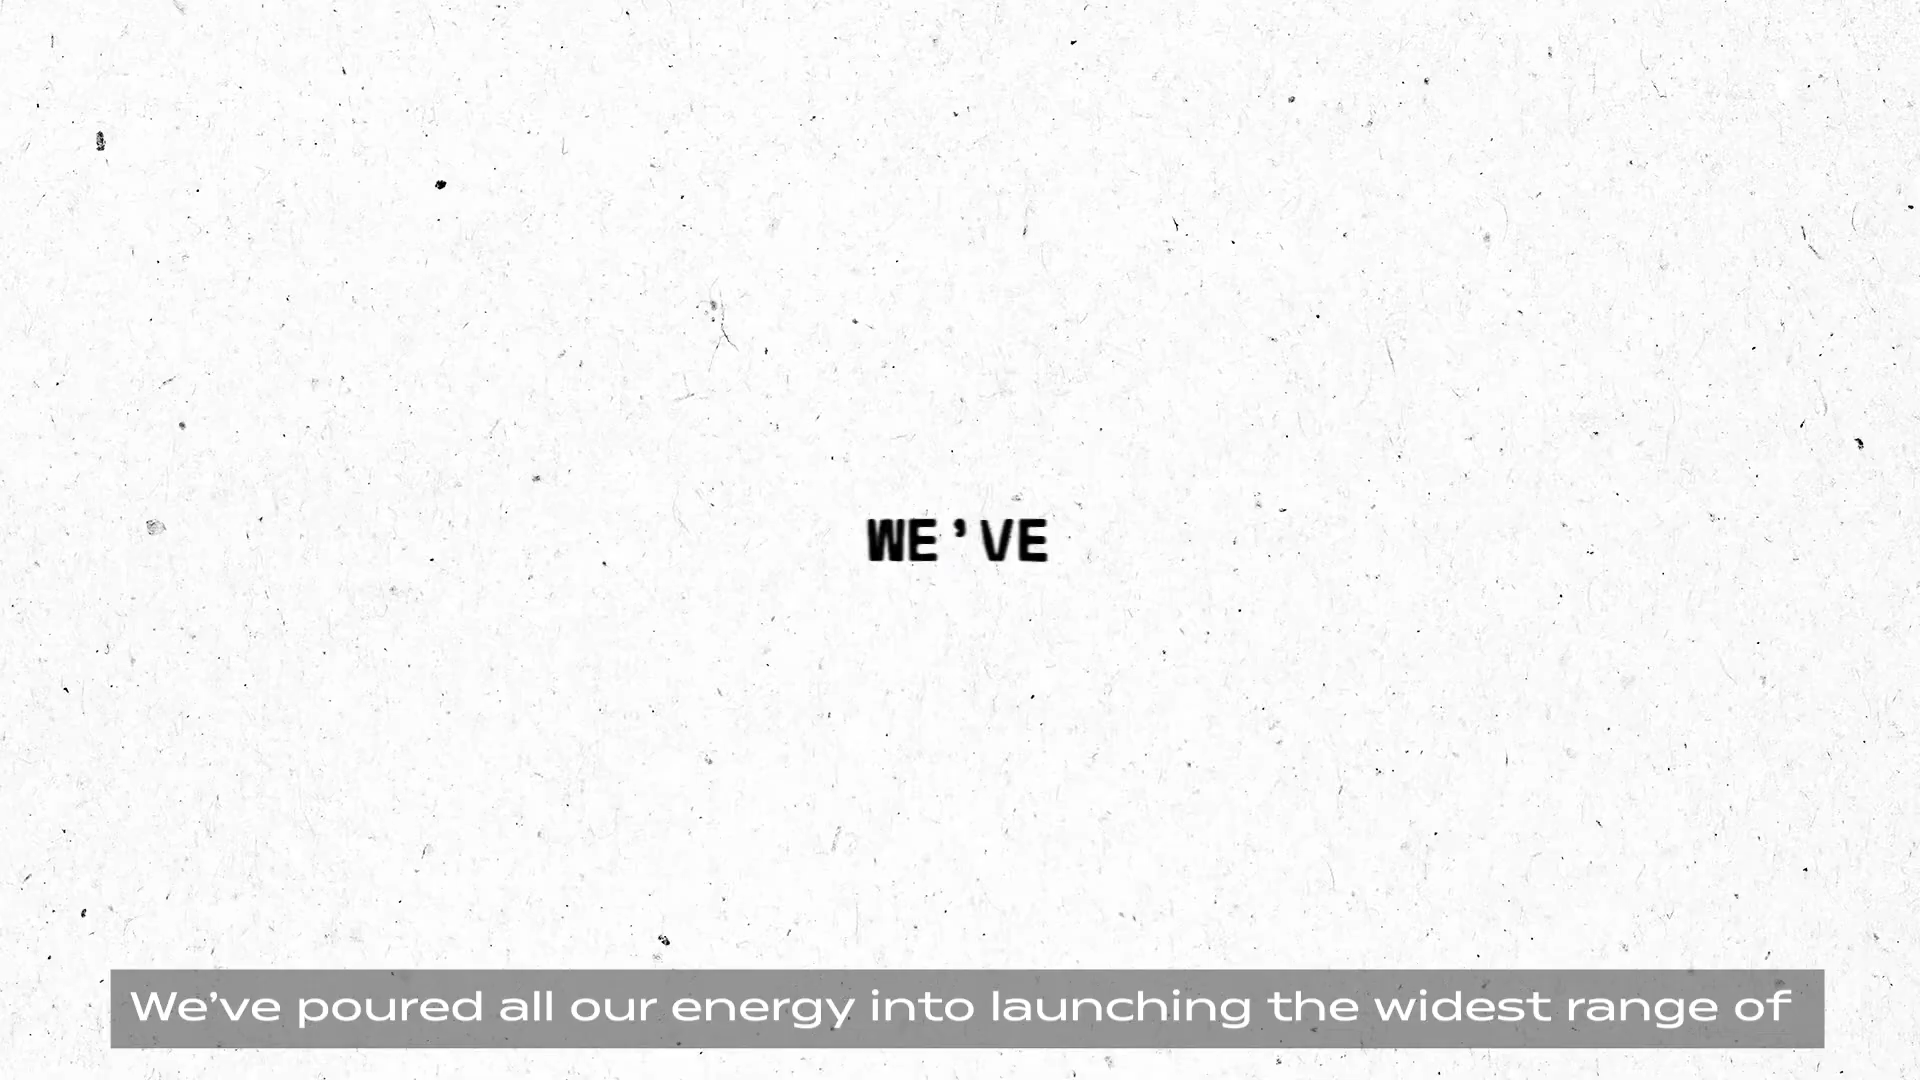 WE’VE
We’ve poured all our energy into launching the widest range of